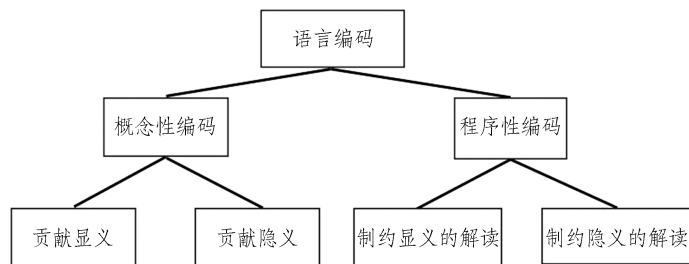 语言编码
概念性编码
程序性编码
贡献显义
贡献隐义
制约显义的解读
制约隐义的解读